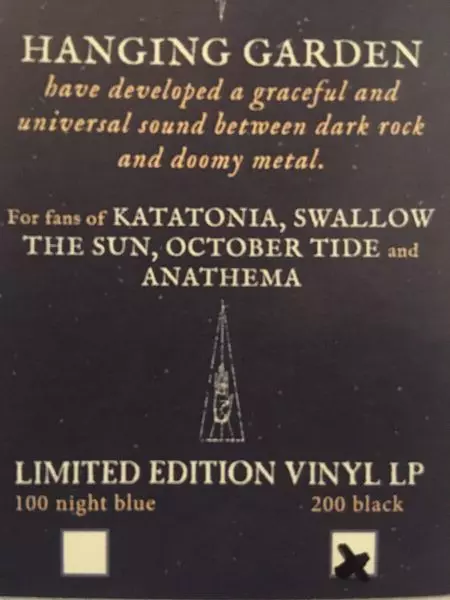 HANGING GARDEN
have developed a graceful and
universal sound between dark rock
and doomy metal.
For fans of KATATONIA, SWALLOW
THE SUN, OCTOBER TIDE and
ANATHEMA
LIMITED EDITION VINYL LP
100 night blue 200 black